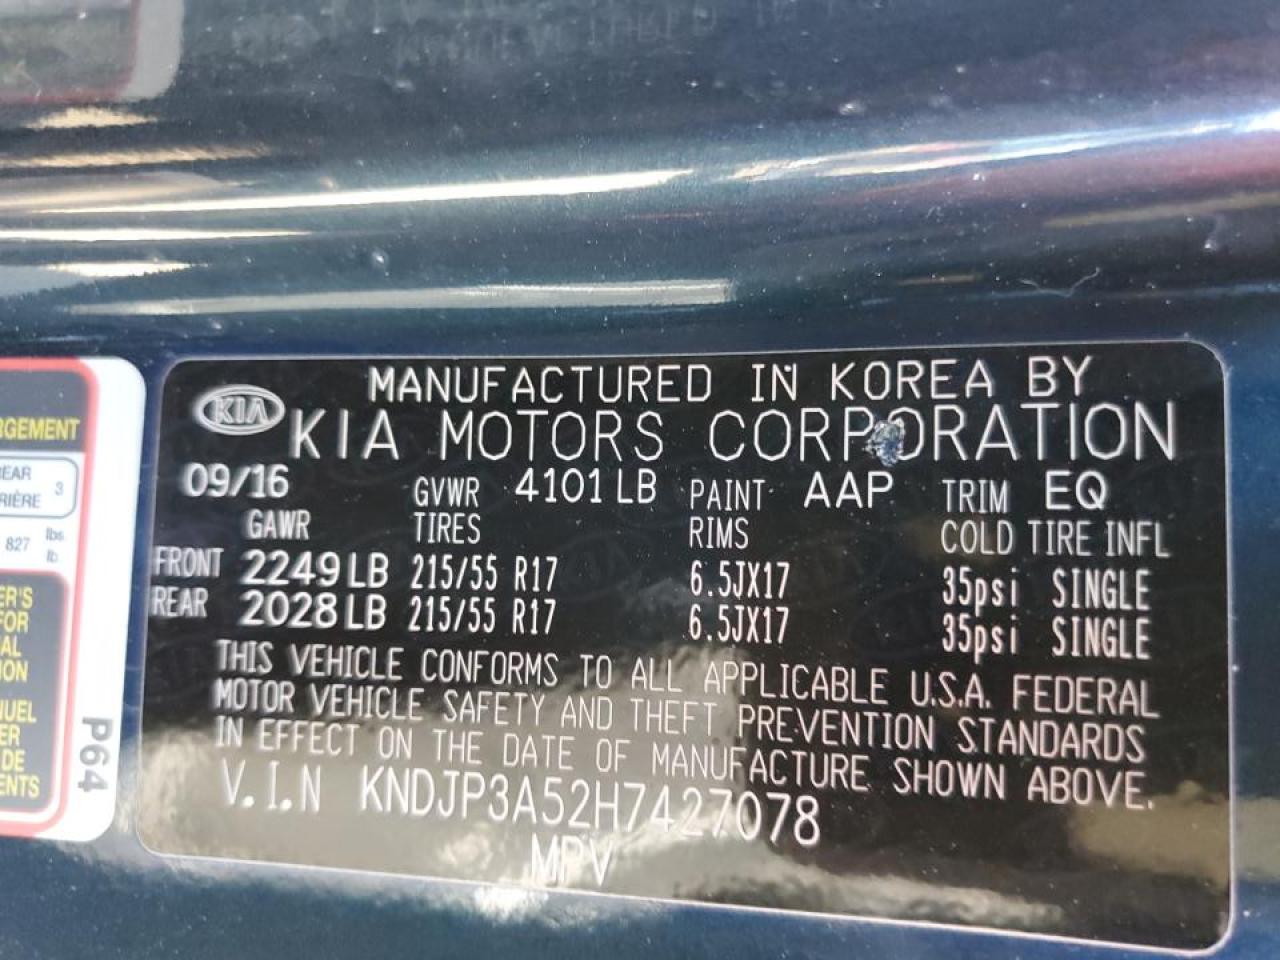 MANUFACTURED IN KOREA BY
KIA KIA MOTORS CORPORATION
09/16 GVWR 4101 LB PAINT AAP TRIM EQ
GAWR TIRES RIMS COLD TIRE INFL
FRONT 2249 LB 215/55 R17 6.5JX17 35psi SINGLE
REAR 2028 LB 215/55 R17 6.5JX17 35psi SINGLE
THIS VEHICLE CONFORMS TO ALL APPLICABLE U.S.A. FEDERAL
MOTOR VEHICLE SAFETY AND THEFT PREVENTION STANDARDS
IN EFFECT ON THE DATE OF MANUFACTURE SHOWN ABOVE.
V.I.N KNDJP3A52H7427078
MPV
RGEMENT
EAR 3
RIÈRE
827 lbs.
lb.
ER'S
FOR
AL
ION
NUEL
ER
DE
ENTS
P64